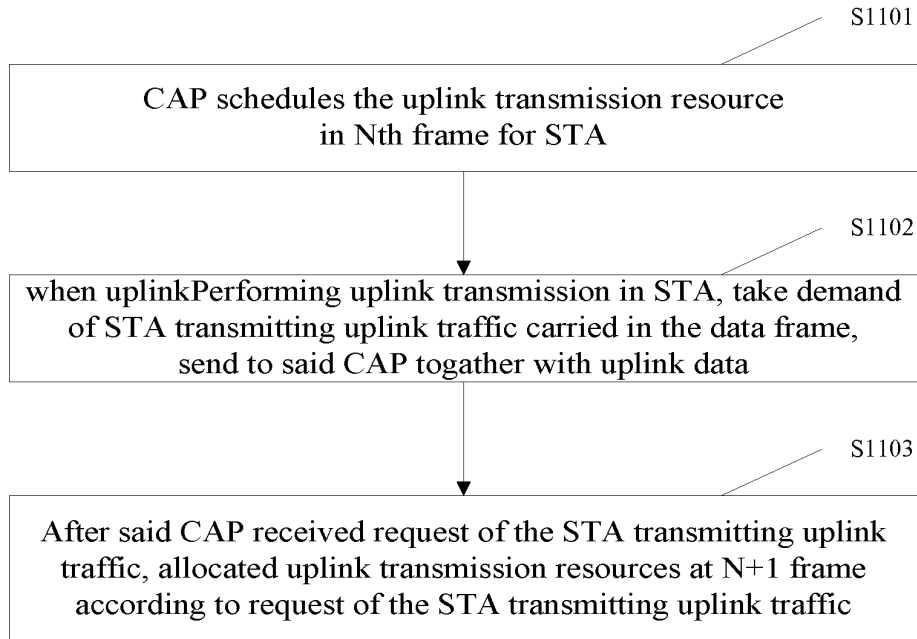 S1101
CAP schedules the uplink transmission resource
in Nth frame for STA
S1102
when uplinkPerforming uplink transmission in STA, take demand
of STA transmitting uplink traffic carried in the data frame,
send to said CAP togather with uplink data
S1103
After said CAP received request of the STA transmitting uplink
traffic, allocated uplink transmission resources at N+1 frame
according to request of the STA transmitting uplink traffic